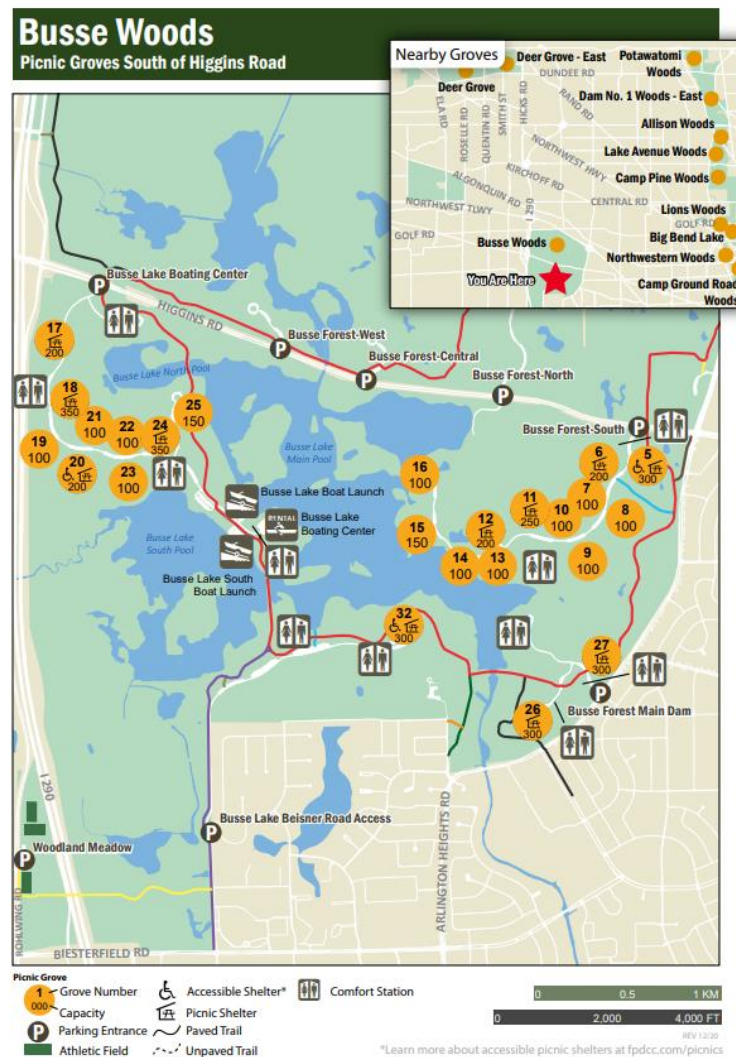 Busse Woods
Picnic Groves South of Higgins Road
Nearby Groves
Deer Grove - East
Potawatomi
Woods
DUNDEE RD
Deer Grove
Dam No. 1 Woods - East
ELA RD
ROSELLE RD
QUENTIN RD
SMITH ST
HICKS RD
RAND RD
Allison Woods
NORTHWEST HWY
Lake Avenue Woods
KIRCHOFF RD
ALGONQUIN RD
Camp Pine Woods
NORTHWEST TLWY
CENTRAL RD
I 290
Lions Woods
GOLF RD
GOLF RD
Big Bend Lake
Busse Woods
Northwestern Woods
You Are Here
Camp Ground Road
Woods
Busse Lake Boating Center
P
HIGGINS RD
Busse Forest-West
P
Busse Forest-Central
P
Busse Forest-North
P
Busse Forest-South
P
17
200
Busse Lake North Pool
18
350
21
100
22
100
24
350
25
150
19
100
20
200
23
100
Busse Lake
Main Pool
16
100
6
200
5
300
7
100
11
250
10
100
8
100
15
150
12
200
14
100
13
100
9
100
Busse Lake Boat Launch
RENTAL
Busse Lake
Boating Center
Busse Lake
South Pool
Busse Lake South
Boat Launch
32
300
27
300
P
Busse Forest Main Dam
26
300
I 290
P
Busse Lake Beisner Road Access
Woodland Meadow
P
ROHLWING RD
ARLINGTON HEIGHTS RD
BIESTERFIELD RD
Picnic Grove
1
000
Grove Number
Capacity
Accessible Shelter*
Picnic Shelter
Comfort Station
P
Parking Entrance
Paved Trail
Athletic Field
Unpaved Trail
0 0.5 1 KM
0 2,000 4,000 FT
REV 12/20
*Learn more about accessible picnic shelters at fpdcc.com/picnics